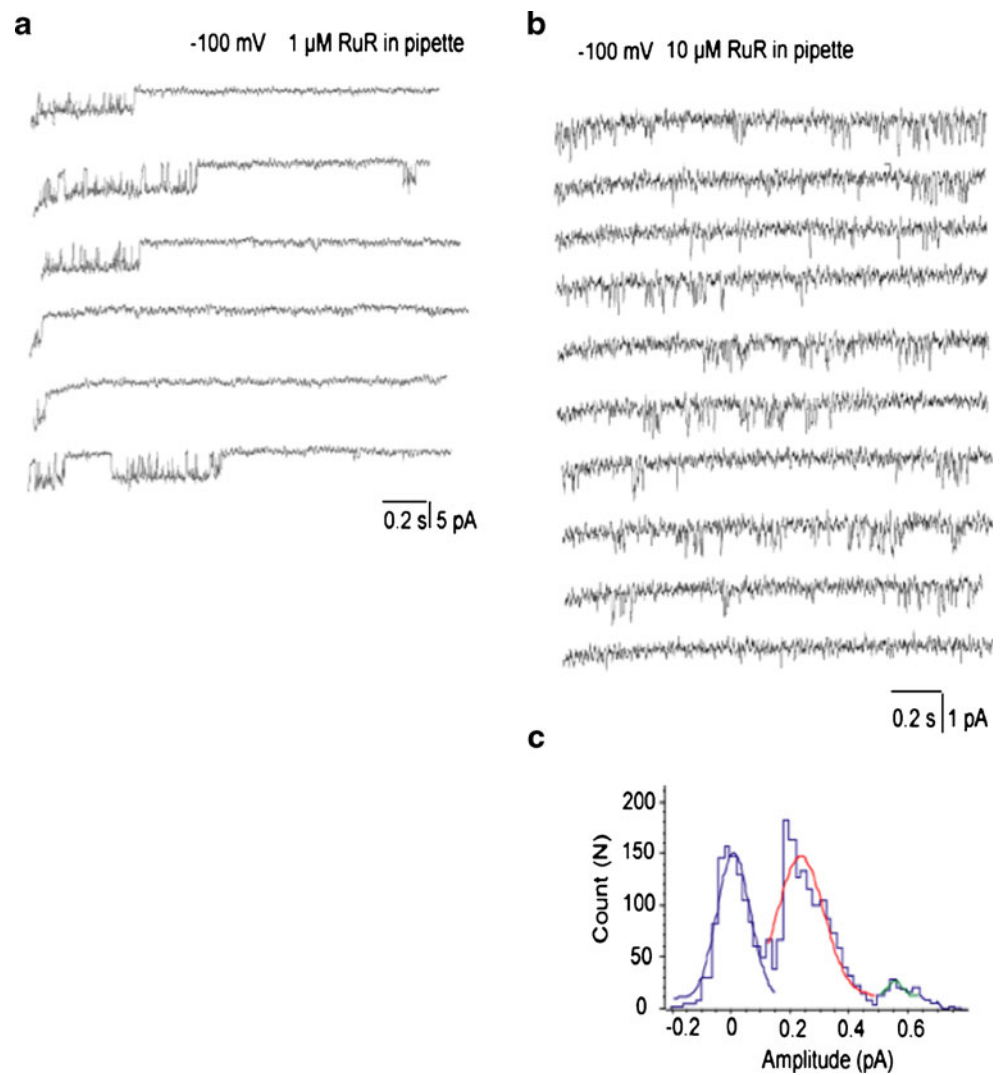 a
-100 mV 1 µM RuR in pipette
0.2 s 5 pA
b
-100 mV 10 µM RuR in pipette
0.2 s 1 pA
c
Count (N)
200
150
100
50
0
-0.2 0 0.2 0.4 0.6
Amplitude (pA)